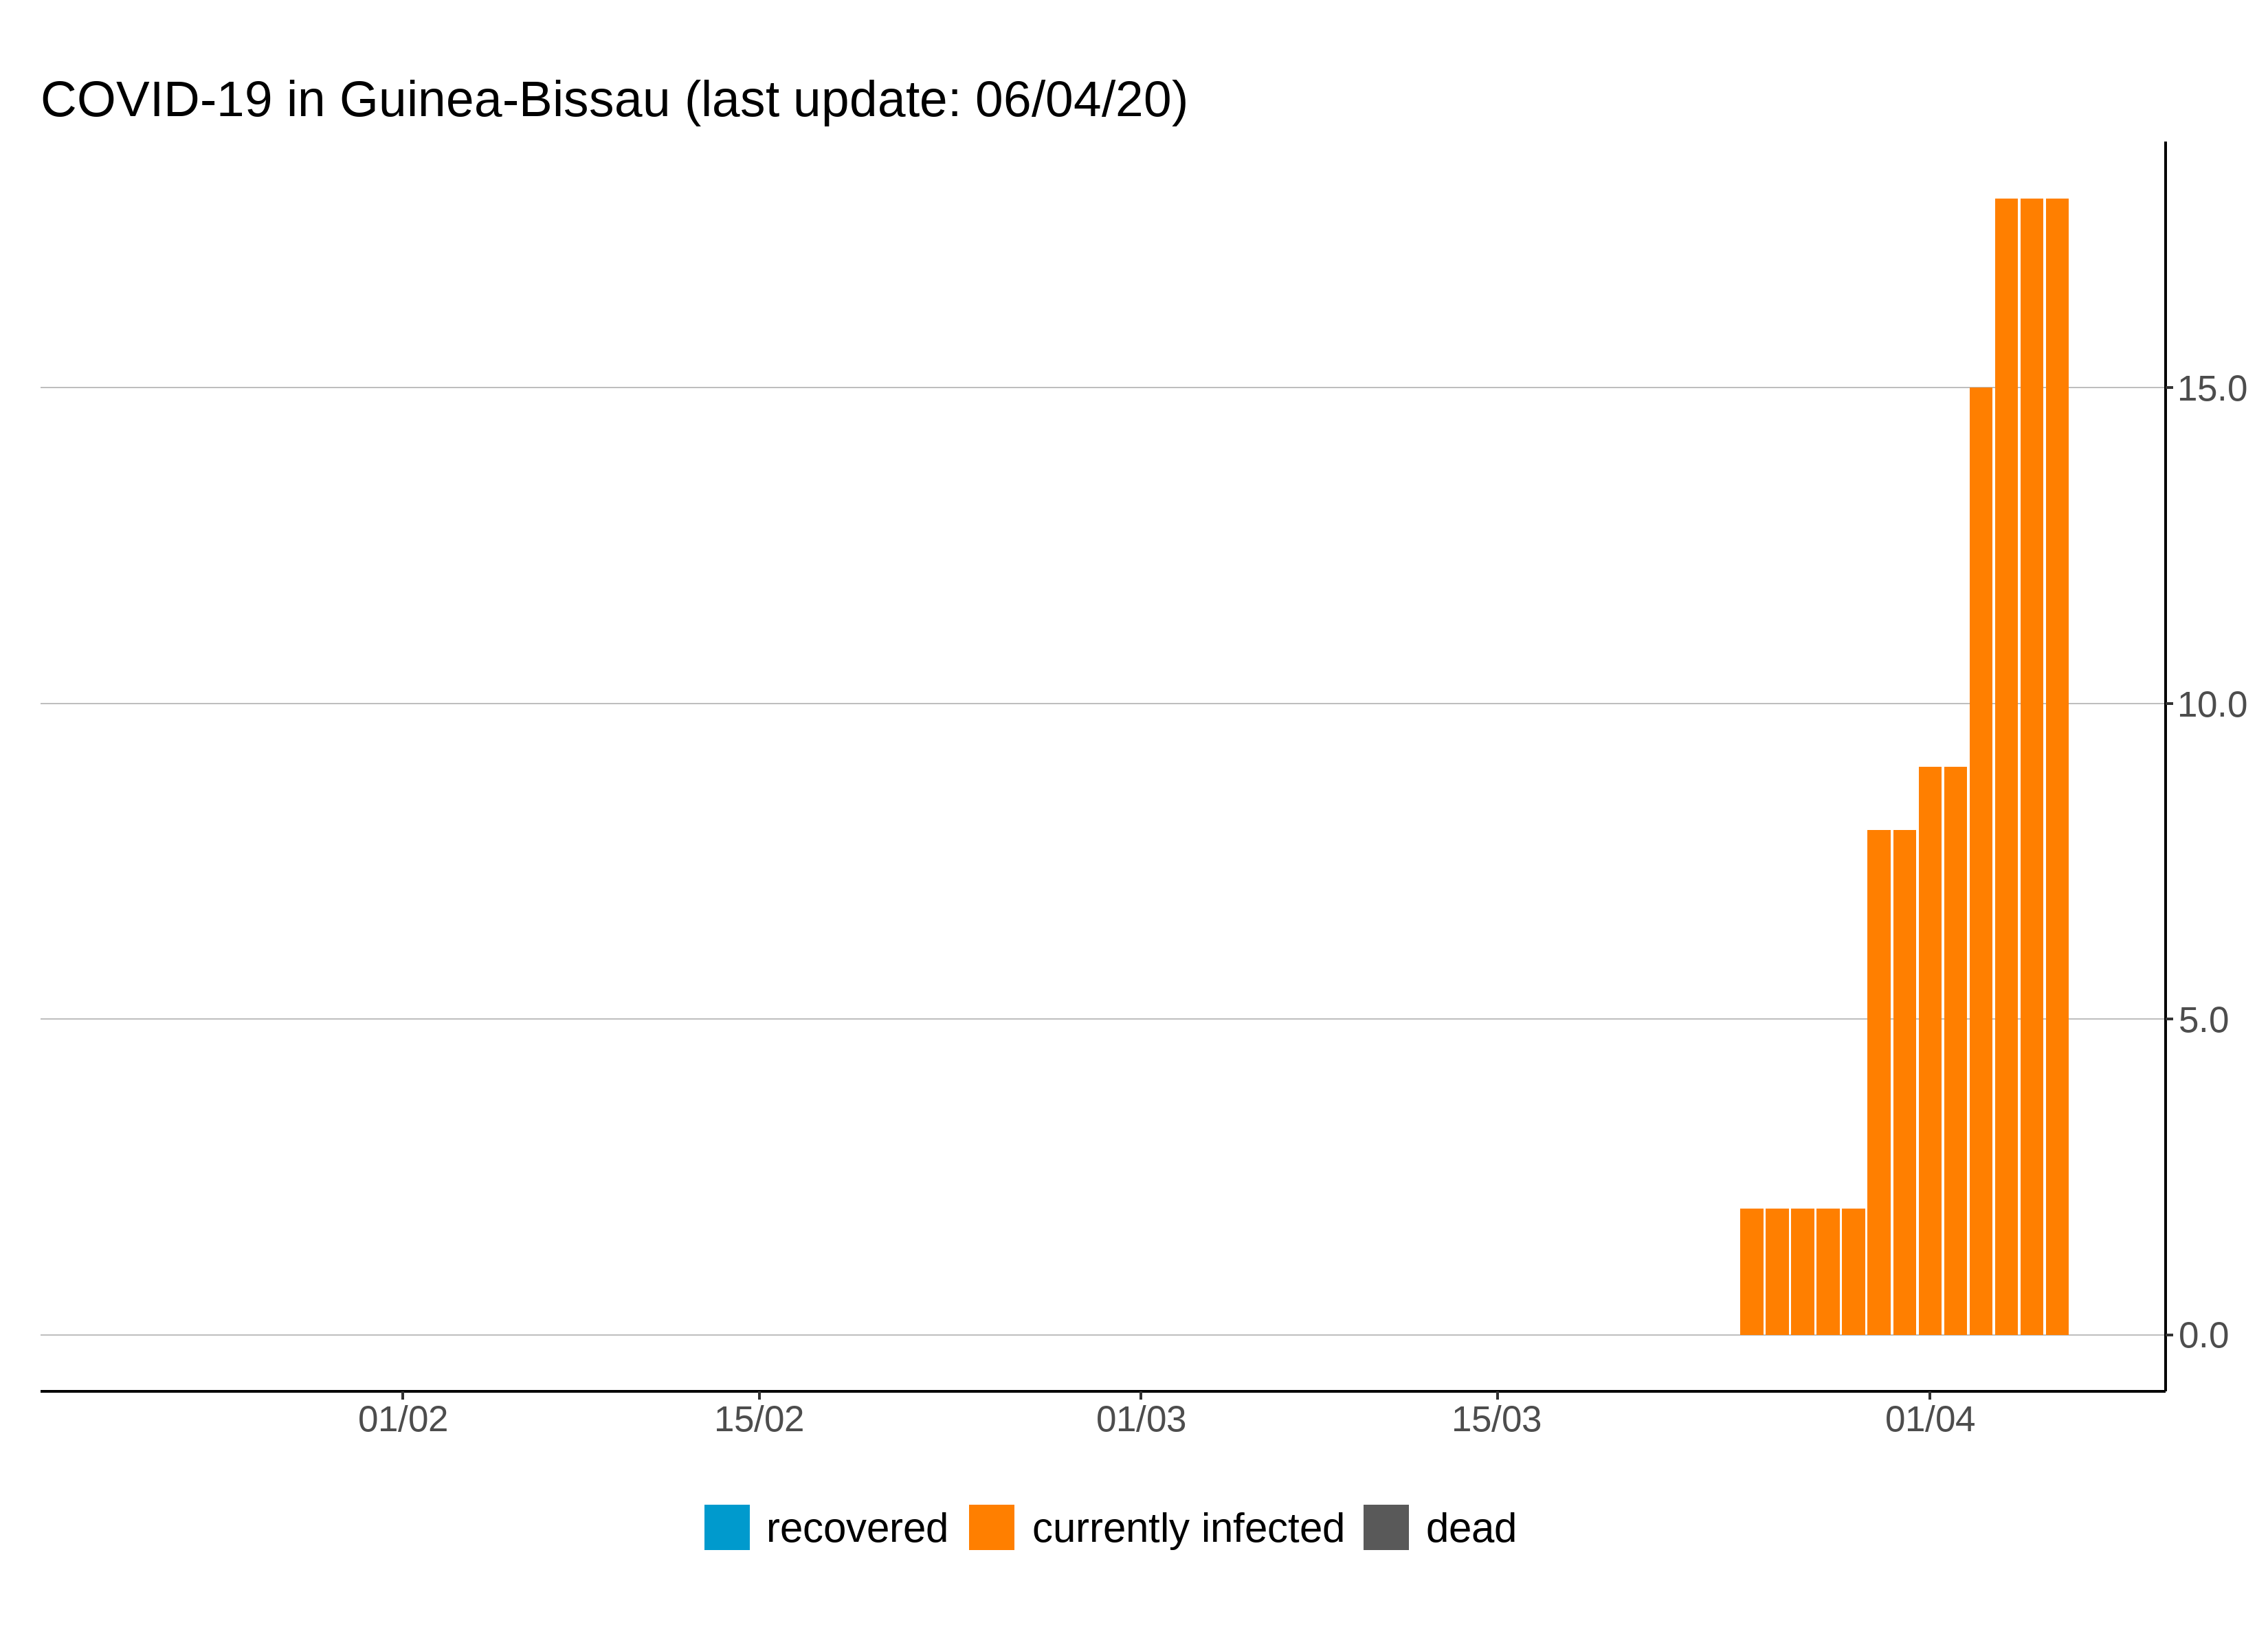 COVID-19 in Guinea-Bissau (last update: 06/04/20)
15.0
10.0
5.0
0.0
01/02 15/02 01/03 15/03 01/04
recovered currently infected dead